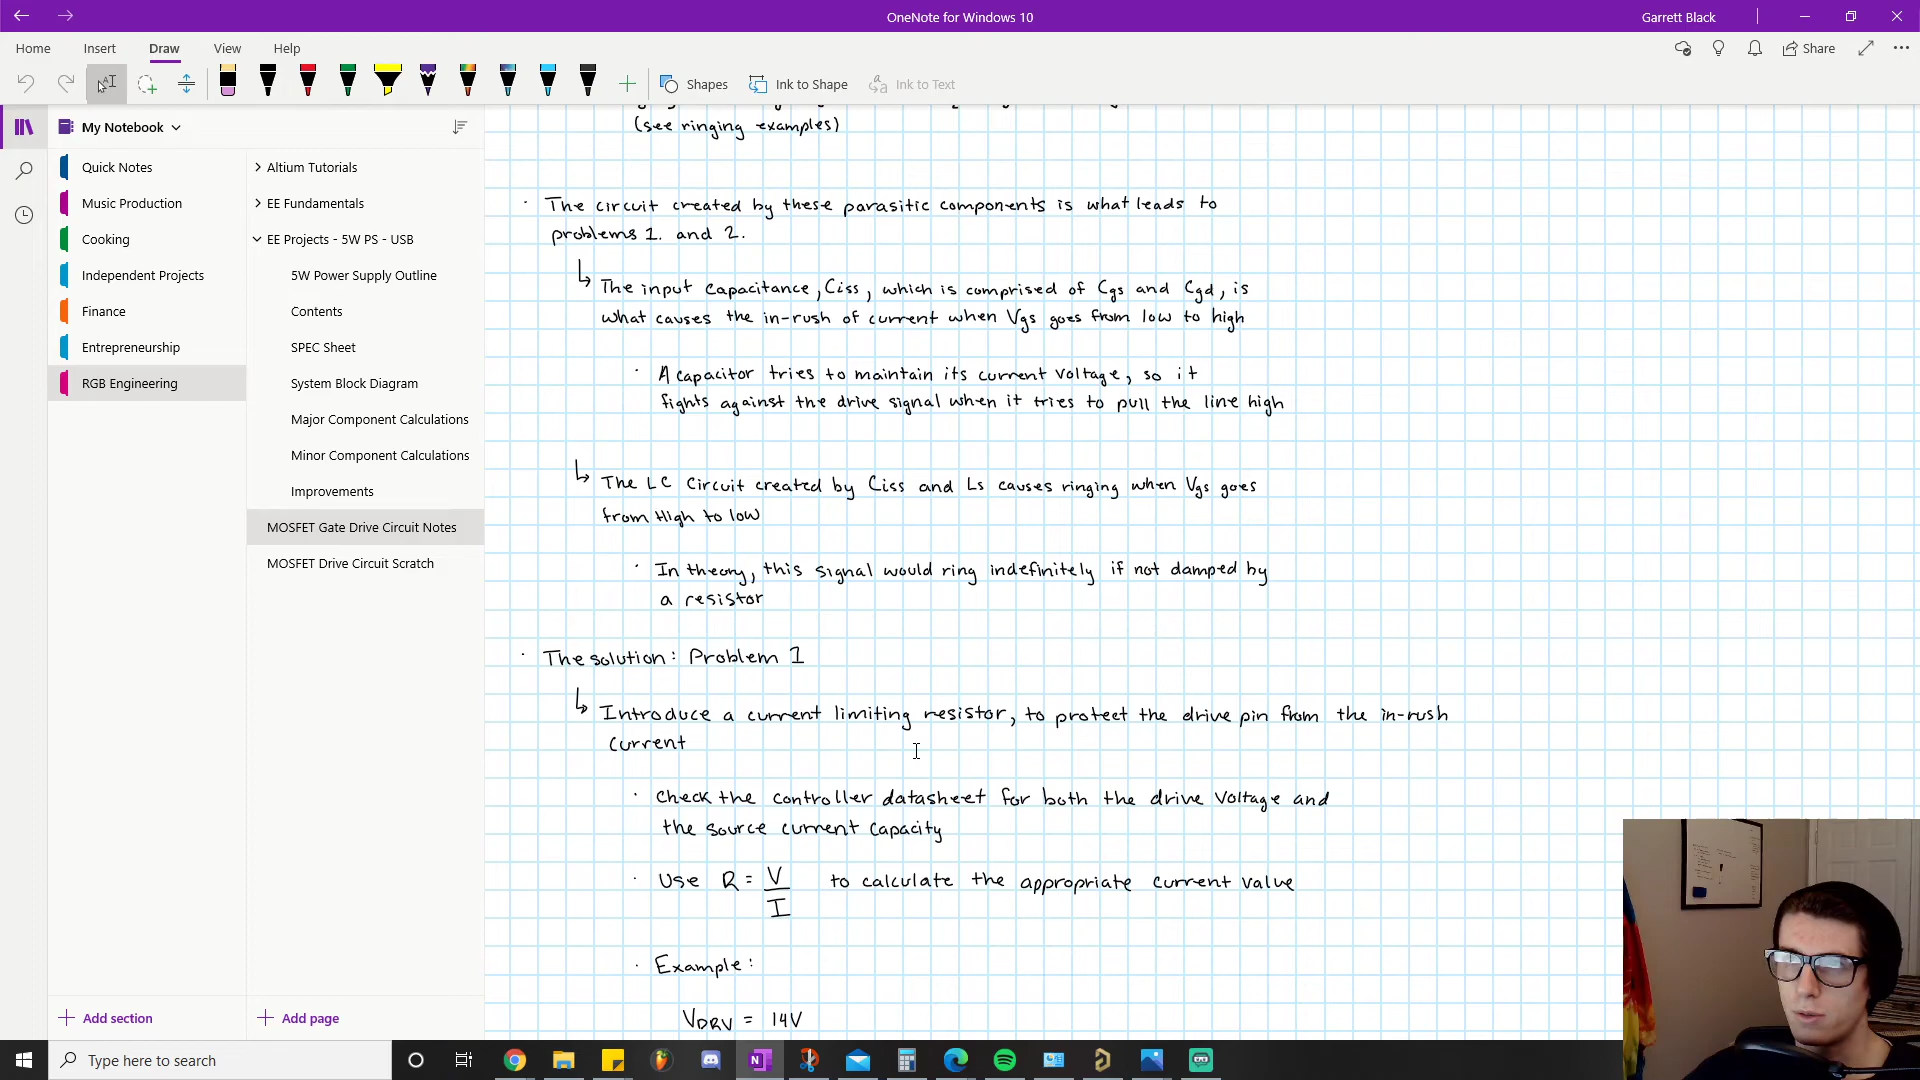 OneNote for Windows 10
Garrett Black
Home Insert Draw View Help
Share
Shapes
Ink to Shape
Ink to Text
My Notebook
Quick Notes
Music Production
Cooking
Independent Projects
Finance
Entrepreneurship
RGB Engineering
Add section
Altium Tutorials
EE Fundamentals
EE Projects - 5W PS - USB
5W Power Supply Outline
Contents
SPEC Sheet
System Block Diagram
Major Component Calculations
Minor Component Calculations
Improvements
MOSFET Gate Drive Circuit Notes
MOSFET Drive Circuit Scratch
Add page
(see ringing examples)
· The circuit created by these parasitic components is what leads to
problems 1. and 2.
↳ The input capacitance, Ciss, which is comprised of Cgs and Cgd, is
what causes the in-rush of current when Vgs goes from low to high
· A capacitor tries to maintain its current voltage, so it
fights against the drive signal when it tries to pull the line high
↳ The LC circuit created by Ciss and Ls causes ringing when Vgs goes
from High to low
· In theory, this signal would ring indefinitely if not damped by
a resistor
· The solution: Problem 1
↳ Introduce a current limiting resistor, to protect the drive pin from the in-rush
current
· Check the controller datasheet for both the drive voltage and
the source current capacity
· Use R = V/I to calculate the appropriate current value
· Example:
VDRV = 14V
Type here to search